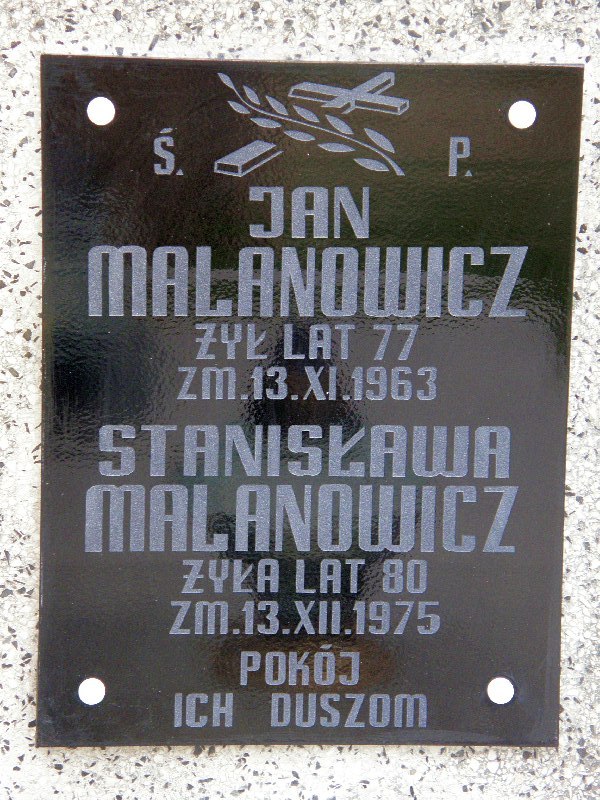 Ś. P.
JAN
MALANOWICZ
ŻYŁ LAT 77
ZM.13.XI.1963
STANISŁAWA
MALANOWICZ
ŻYŁA LAT 80
ZM.13.XII.1975
POKÓJ
ICH DUSZOM